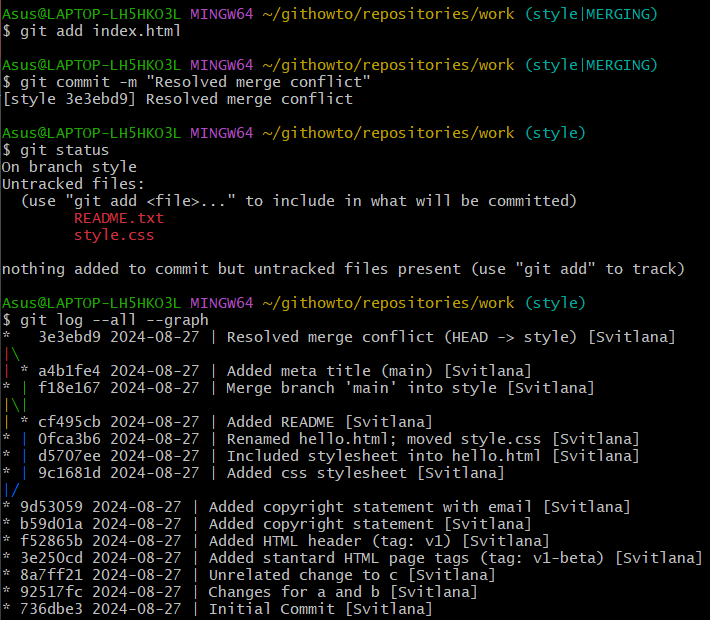 Asus@LAPTOP-LH5HKO3L MINGW64 ~/githowto/repositories/work (style|MERGING)
$ git add index.html

Asus@LAPTOP-LH5HKO3L MINGW64 ~/githowto/repositories/work (style|MERGING)
$ git commit -m "Resolved merge conflict"
[style 3e3ebd9] Resolved merge conflict

Asus@LAPTOP-LH5HKO3L MINGW64 ~/githowto/repositories/work (style)
$ git status
On branch style
Untracked files:
  (use "git add <file>..." to include in what will be committed)
        README.txt
        style.css

nothing added to commit but untracked files present (use "git add" to track)

Asus@LAPTOP-LH5HKO3L MINGW64 ~/githowto/repositories/work (style)
$ git log --all --graph
*   3e3ebd9 2024-08-27 | Resolved merge conflict (HEAD -> style) [Svitlana]
|\
| * a4b1fe4 2024-08-27 | Added meta title (main) [Svitlana]
* | f18e167 2024-08-27 | Merge branch 'main' into style [Svitlana]
|\|
| * cf495cb 2024-08-27 | Added README [Svitlana]
* | 0fca3b6 2024-08-27 | Renamed hello.html; moved style.css [Svitlana]
* | d5707ee 2024-08-27 | Included stylesheet into hello.html [Svitlana]
* | 9c1681d 2024-08-27 | Added css stylesheet [Svitlana]
|/
* 9d53059 2024-08-27 | Added copyright statement with email [Svitlana]
* b59d01a 2024-08-27 | Added copyright statement [Svitlana]
* f52865b 2024-08-27 | Added HTML header (tag: v1) [Svitlana]
* 3e250cd 2024-08-27 | Added stantard HTML page tags (tag: v1-beta) [Svitlana]
* 8a7ff21 2024-08-27 | Unrelated change to c [Svitlana]
* 92517fc 2024-08-27 | Changes for a and b [Svitlana]
* 736dbe3 2024-08-27 | Initial Commit [Svitlana]